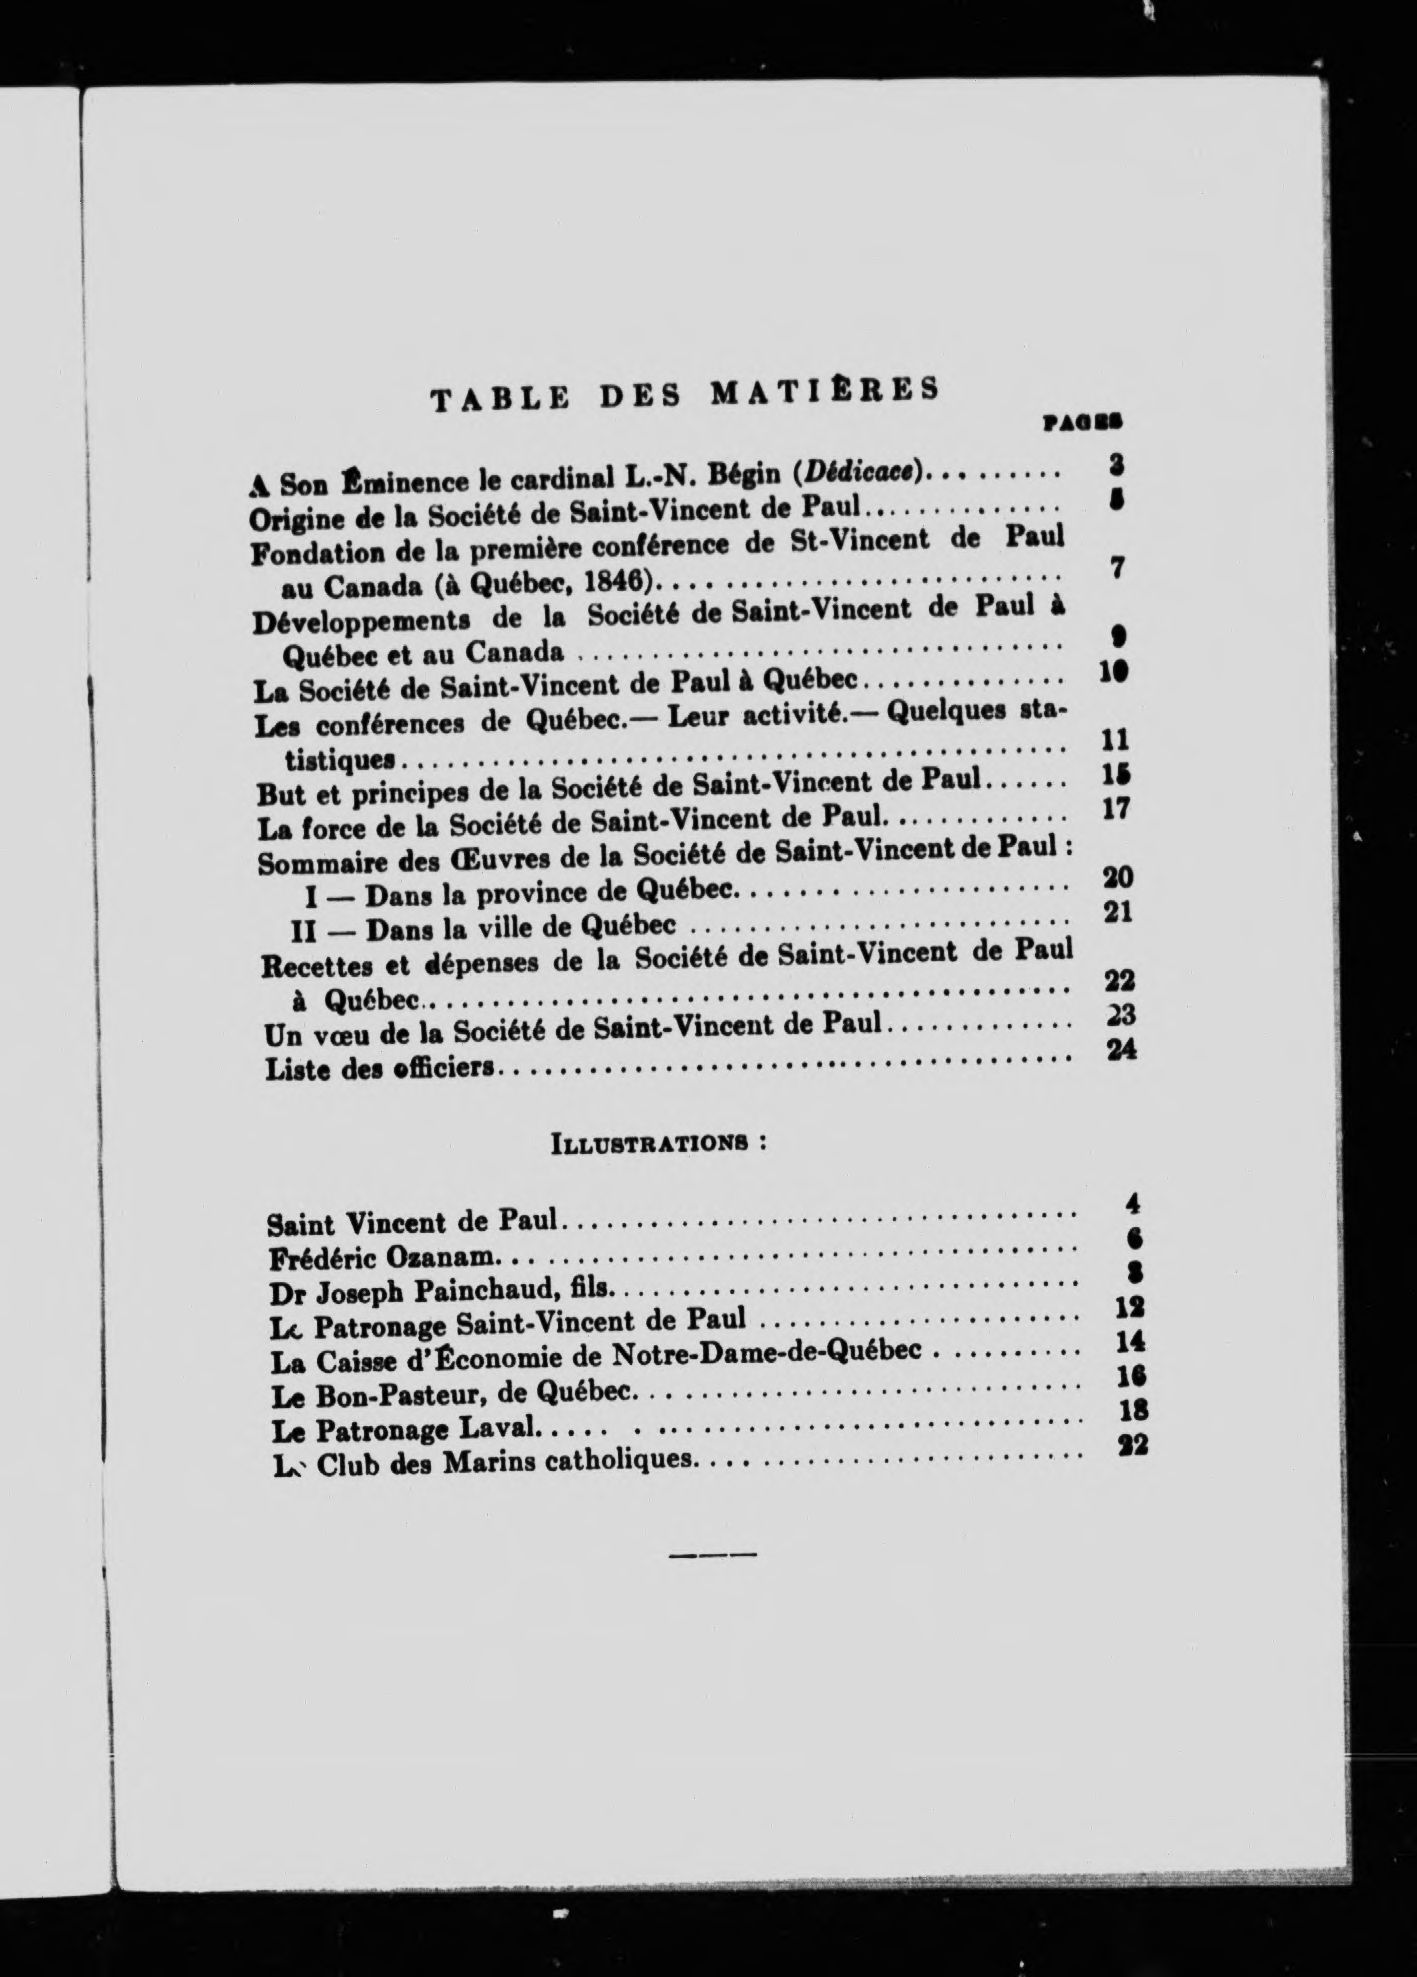 TABLE DES MATIÈRES
PAGES
A Son Éminence le cardinal L.-N. Bégin (Dédicace).......... 3
Origine de la Société de Saint-Vincent de Paul.............. 5
Fondation de la première conférence de St-Vincent de Paul
au Canada (à Québec, 1846)............................ 7
Développements de la Société de Saint-Vincent de Paul à
Québec et au Canada ................................. 9
La Société de Saint-Vincent de Paul à Québec.............. 10
Les conférences de Québec.— Leur activité.— Quelques sta-
tistiques............................................. 11
But et principes de la Société de Saint-Vincent de Paul...... 15
La force de la Société de Saint-Vincent de Paul............. 17
Sommaire des Œuvres de la Société de Saint-Vincent de Paul :
I — Dans la province de Québec....................... 20
II — Dans la ville de Québec .......................... 21
Recettes et dépenses de la Société de Saint-Vincent de Paul
à Québec............................................ 22
Un vœu de la Société de Saint-Vincent de Paul............. 23
Liste des officiers....................................... 24
ILLUSTRATIONS :
Saint Vincent de Paul................................... 4
Frédéric Ozanam....................................... 6
Dr Joseph Painchaud, fils................................ 8
Le Patronage Saint-Vincent de Paul ...................... 12
La Caisse d'Économie de Notre-Dame-de-Québec .......... 14
Le Bon-Pasteur, de Québec.............................. 16
Le Patronage Laval..... . ............................. 18
Le Club des Marins catholiques.......................... 22